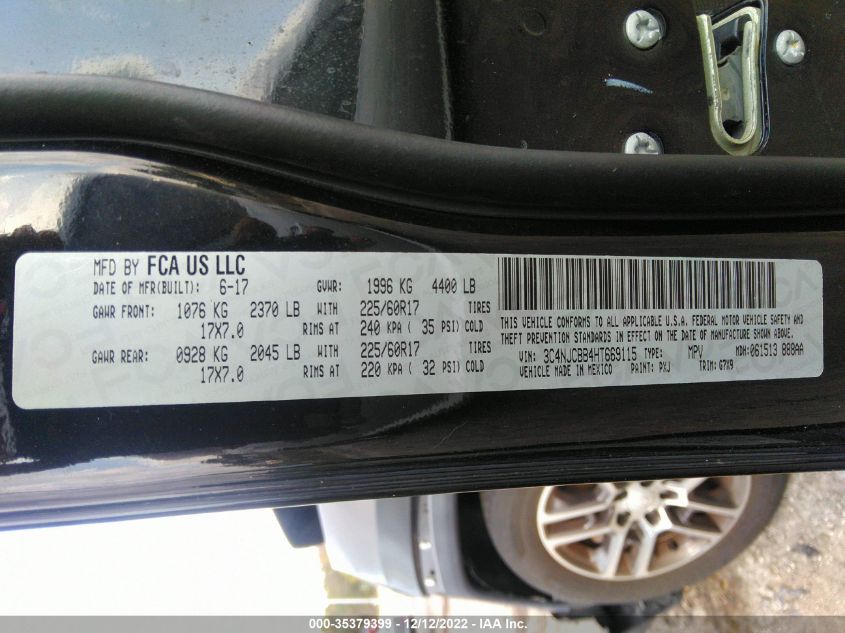 MFD BY FCA US LLC
DATE OF MFR(BUILT): 6-17 GVWR: 1996 KG 4400 LB
GAWR FRONT: 1076 KG 2370 LB WITH 225/60R17 TIRES
17X7.0 RIMS AT 240 KPA ( 35 PSI) COLD
GAWR REAR: 0928 KG 2045 LB WITH 225/60R17 TIRES
17X7.0 RIMS AT 220 KPA ( 32 PSI) COLD
THIS VEHICLE CONFORMS TO ALL APPLICABLE U.S.A. FEDERAL MOTOR VEHICLE SAFETY AND
THEFT PREVENTION STANDARDS IN EFFECT ON THE DATE OF MANUFACTURE SHOWN ABOVE.
VIN: 3C4NJCBB4HT669115 TYPE: MPV MDH: 061513 888AA
VEHICLE MADE IN MEXICO PAINT: PXJ TRIM: G7X9
000-35379399 - 12/12/2022 - IAA Inc.